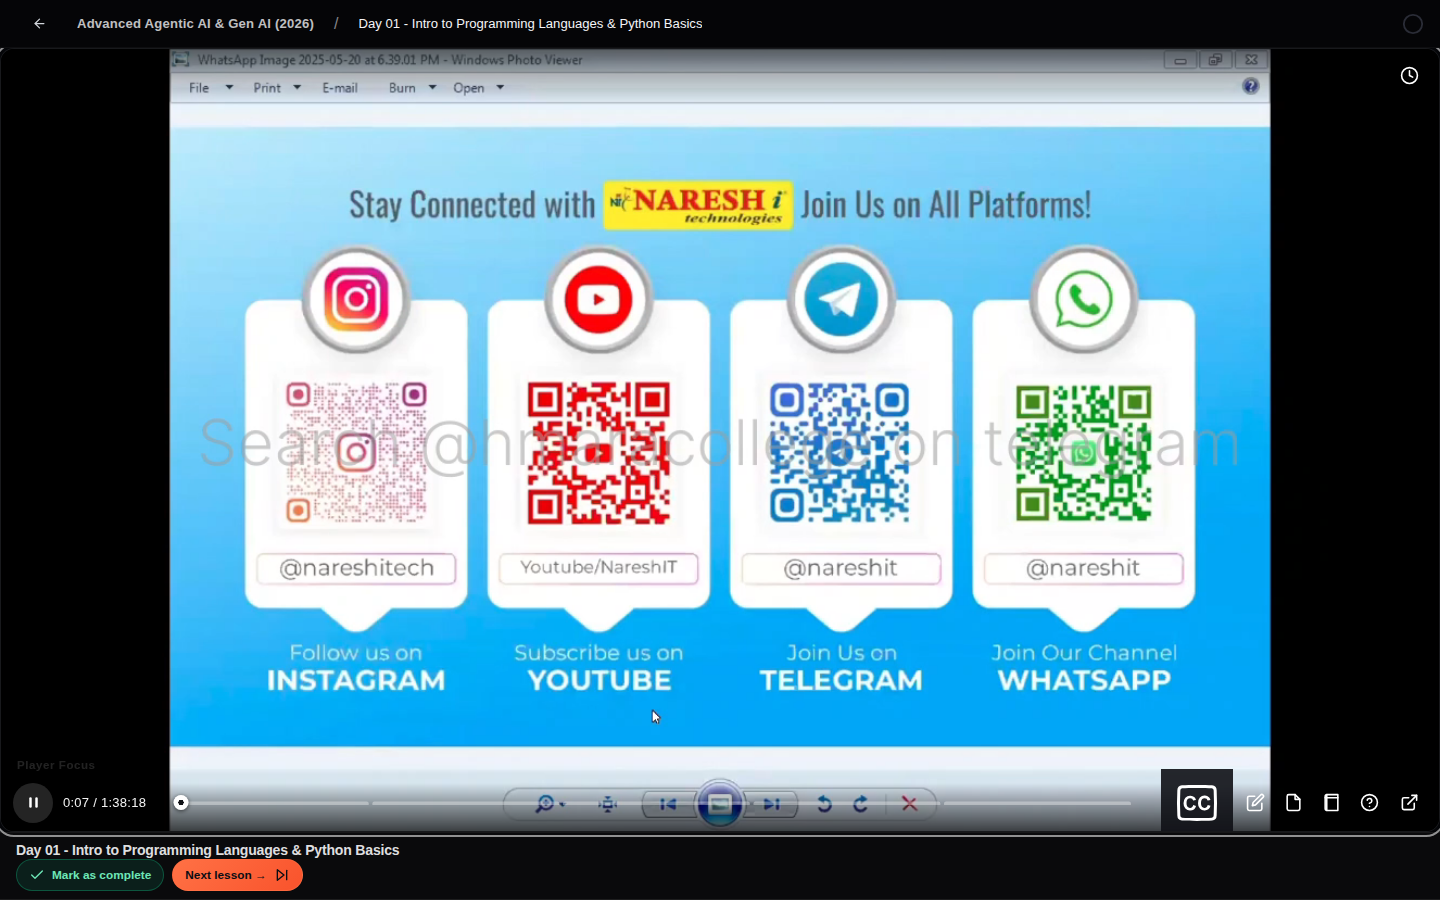 Advanced Agentic AI & Gen AI (2026) / Day 01 - Intro to Programming Languages & Python Basics
WhatsApp Image 2025-05-20 at 6.39.01 PM - Windows Photo Viewer
File Print E-mail Burn Open
Stay Connected with NARESH i technologies Join Us on All Platforms!
Search @hmaracollege on telegram
@nareshitech
Youtube/NareshIT
@nareshit
@nareshit
Follow us on
INSTAGRAM
Subscribe us on
YOUTUBE
Join Us on
TELEGRAM
Join Our Channel
WHATSAPP
Player Focus
0:07 / 1:38:18
CC
Day 01 - Intro to Programming Languages & Python Basics
Mark as complete
Next lesson →